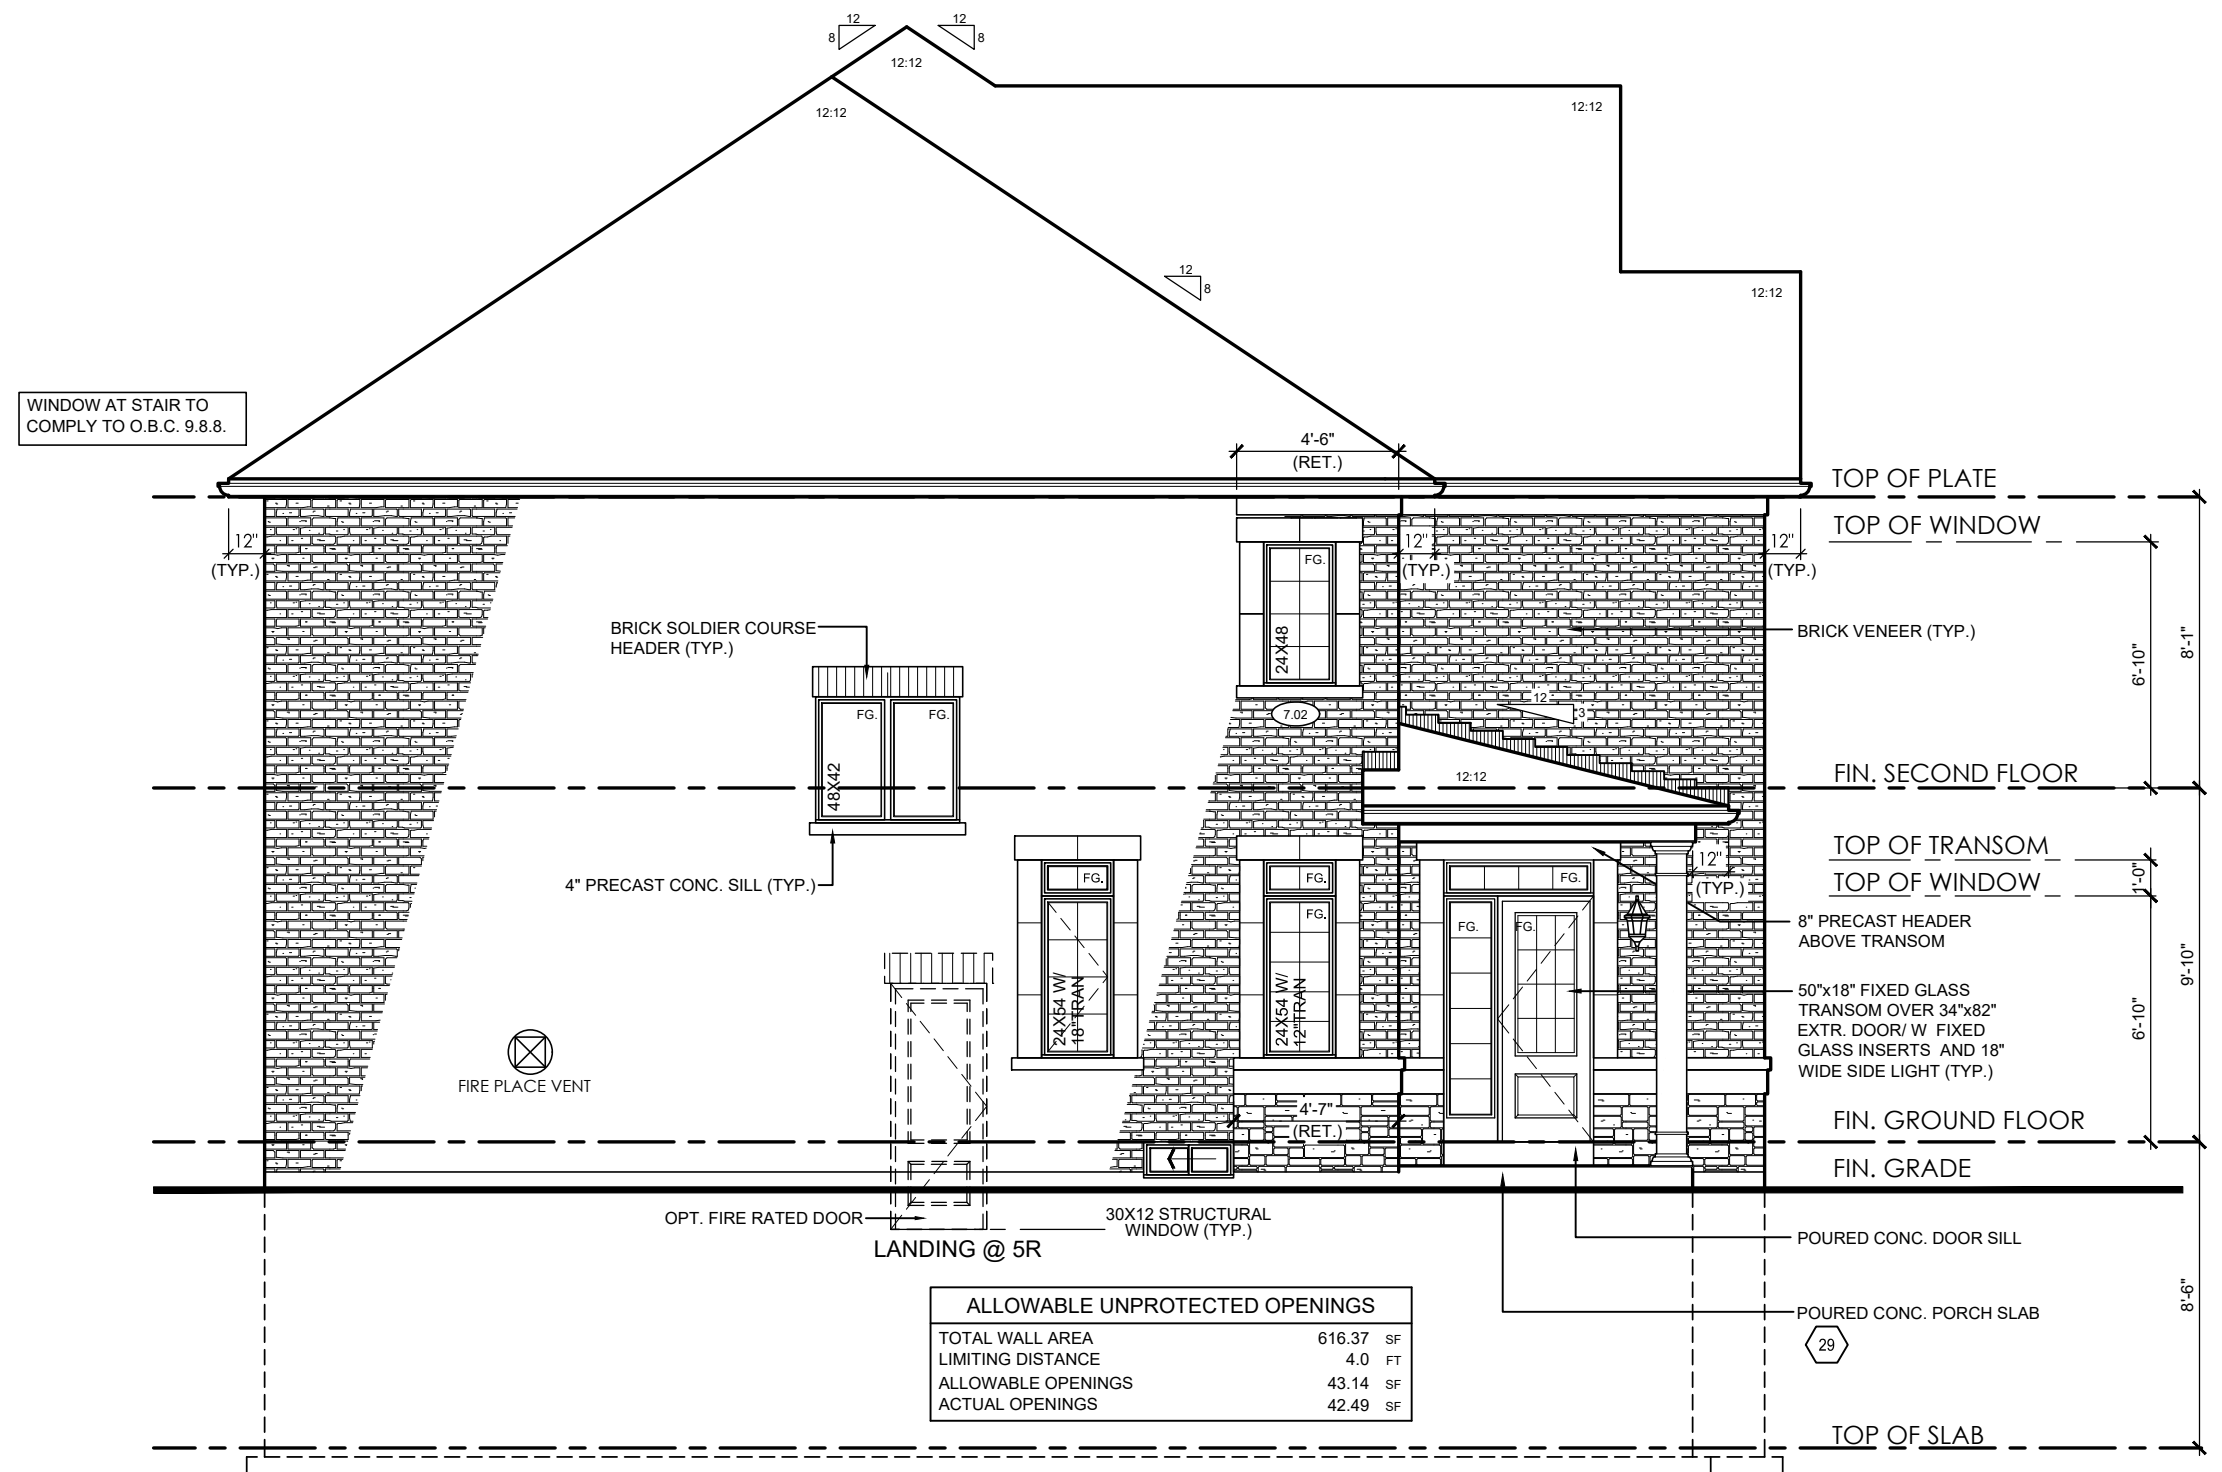 12
8
12
8
12:12
12:12
12:12
12
8
12:12
WINDOW AT STAIR TO
COMPLY TO O.B.C. 9.8.8.
4'-6"
(RET.)
TOP OF PLATE
TOP OF WINDOW
12"
(TYP.)
12"
(TYP.)
12"
(TYP.)
FG.
24X48
BRICK SOLDIER COURSE
HEADER (TYP.)
BRICK VENEER (TYP.)
6'-10"
8'-1"
FG.
FG.
48X42
7.02
12
3
12:12
FIN. SECOND FLOOR
TOP OF TRANSOM
TOP OF WINDOW
1'-0"
12"
(TYP.)
4" PRECAST CONC. SILL (TYP.)
FG.
FG.
FG.
FG.
FG.
FG.
24X54 W/
18"TRAN
24X54 W/
12"TRAN
8" PRECAST HEADER
ABOVE TRANSOM
9'-10"
6'-10"
50"x18" FIXED GLASS
TRANSOM OVER 34"x82"
EXTR. DOOR/ W  FIXED
GLASS INSERTS  AND 18"
WIDE SIDE LIGHT (TYP.)
FIRE PLACE VENT
4'-7"
(RET.)
FIN. GROUND FLOOR
FIN. GRADE
OPT. FIRE RATED DOOR
30X12 STRUCTURAL
WINDOW (TYP.)
LANDING @ 5R
POURED CONC. DOOR SILL
POURED CONC. PORCH SLAB
29
8'-6"
ALLOWABLE UNPROTECTED OPENINGS
TOTAL WALL AREA 616.37 SF
LIMITING DISTANCE 4.0 FT
ALLOWABLE OPENINGS 43.14 SF
ACTUAL OPENINGS 42.49 SF
TOP OF SLAB